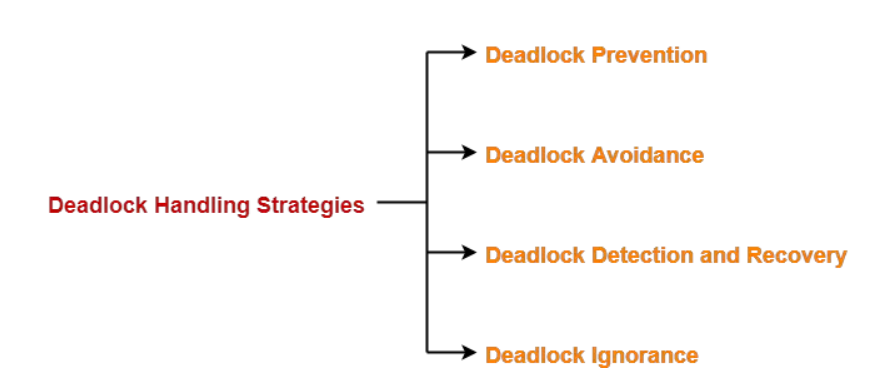 Deadlock Prevention
Deadlock Avoidance
Deadlock Handling Strategies
Deadlock Detection and Recovery
Deadlock Ignorance